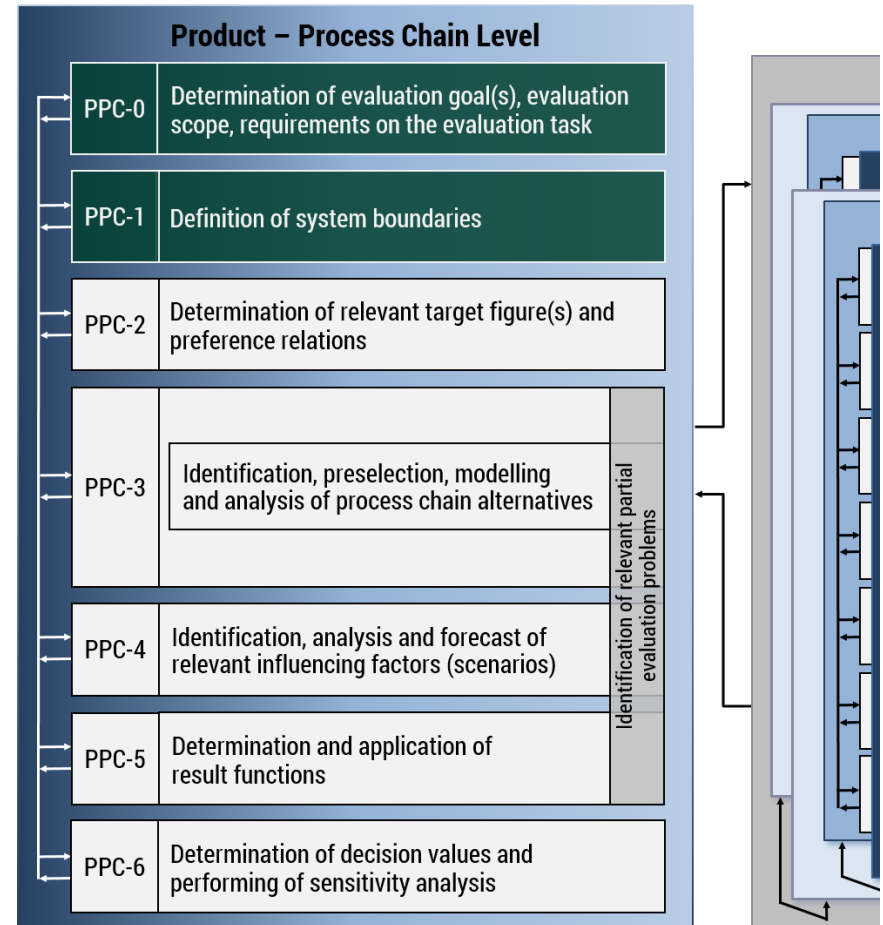 Product – Process Chain Level
PPC-0
Determination of evaluation goal(s), evaluation
scope, requirements on the evaluation task
PPC-1
Definition of system boundaries
PPC-2
Determination of relevant target figure(s) and
preference relations
PPC-3
Identification, preselection, modelling
and analysis of process chain alternatives
Identification of relevant partial
evaluation problems
PPC-4
Identification, analysis and forecast of
relevant influencing factors (scenarios)
PPC-5
Determination and application of
result functions
PPC-6
Determination of decision values and
performing of sensitivity analysis